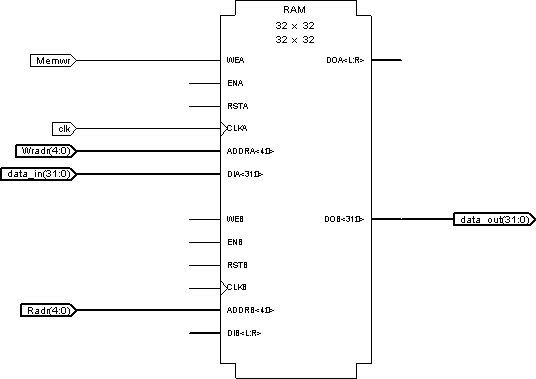 RAM
32 × 32
32 × 32
Memwr WEA DOA<L:R>
ENA
RSTA
clk CLKA
Wradr(4:0) ADDRA<4:0>
data_in(31:0) DIA<31:0>
WEB DOB<31:0> data_out(31:0)
ENB
RSTB
CLKB
Radr(4:0) ADDRB<4:0>
DIB<L:R>